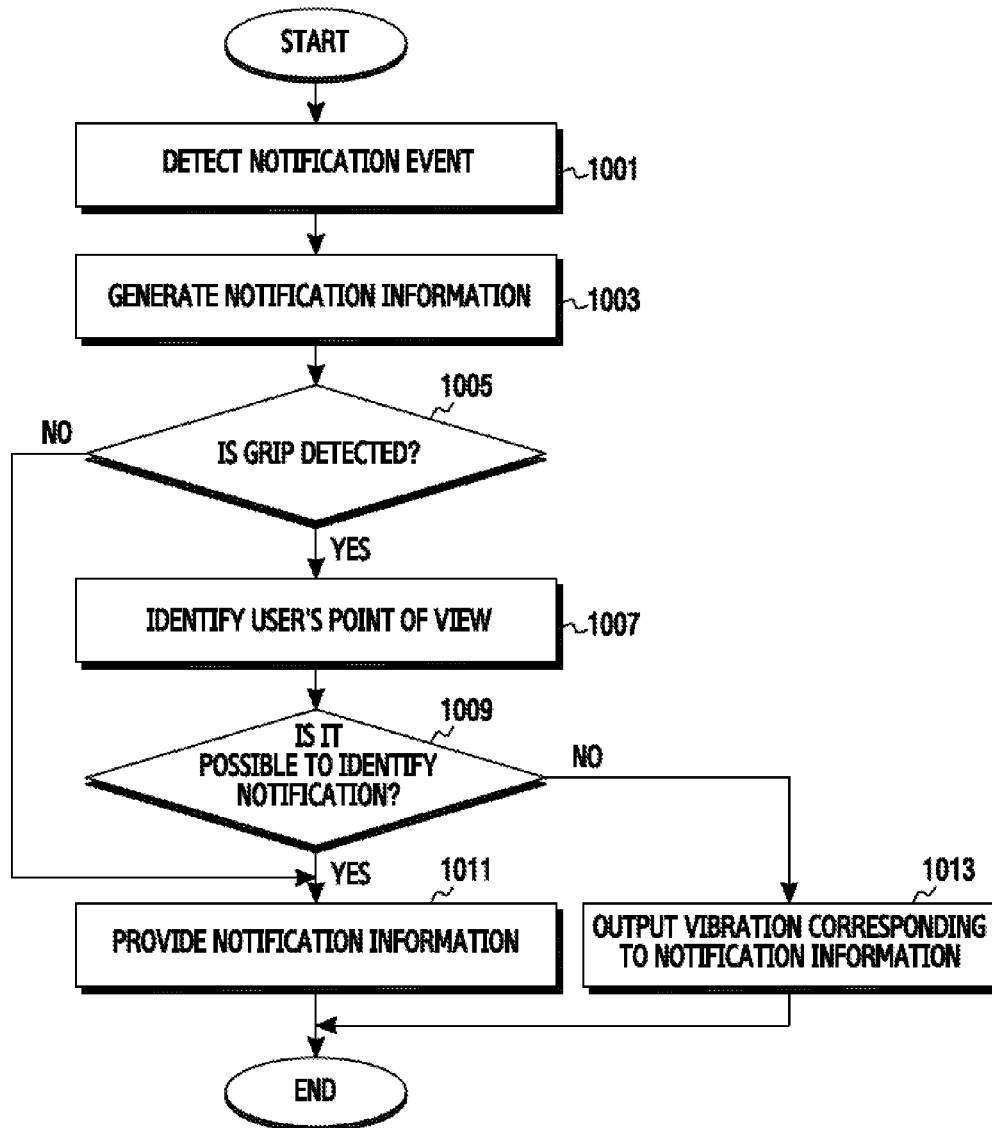 START
DETECT NOTIFICATION EVENT
1001
GENERATE NOTIFICATION INFORMATION
1003
1005
NO
IS GRIP DETECTED?
YES
IDENTIFY USER'S POINT OF VIEW
1007
1009
IS IT
POSSIBLE TO IDENTIFY
NOTIFICATION?
NO
YES
1011
PROVIDE NOTIFICATION INFORMATION
1013
OUTPUT VIBRATION CORRESPONDING
TO NOTIFICATION INFORMATION
END